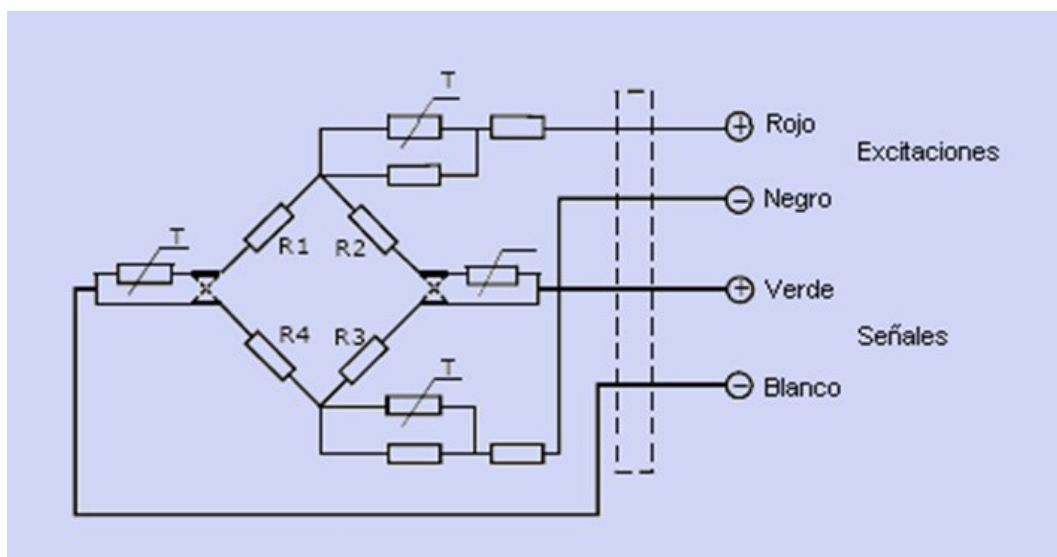 T
+ Rojo
Excitaciones
− Negro
T
R1
R2
+ Verde
Señales
R4
R3
T
− Blanco